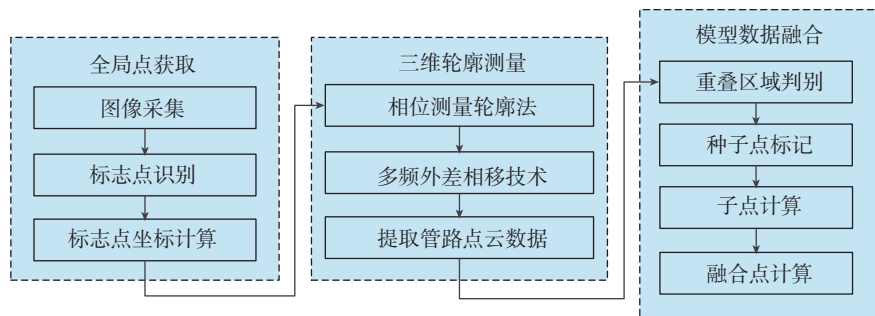 全局点获取
图像采集
标志点识别
标志点坐标计算
三维轮廓测量
相位测量轮廓法
多频外差相移技术
提取管路点云数据
模型数据融合
重叠区域判别
种子点标记
子点计算
融合点计算